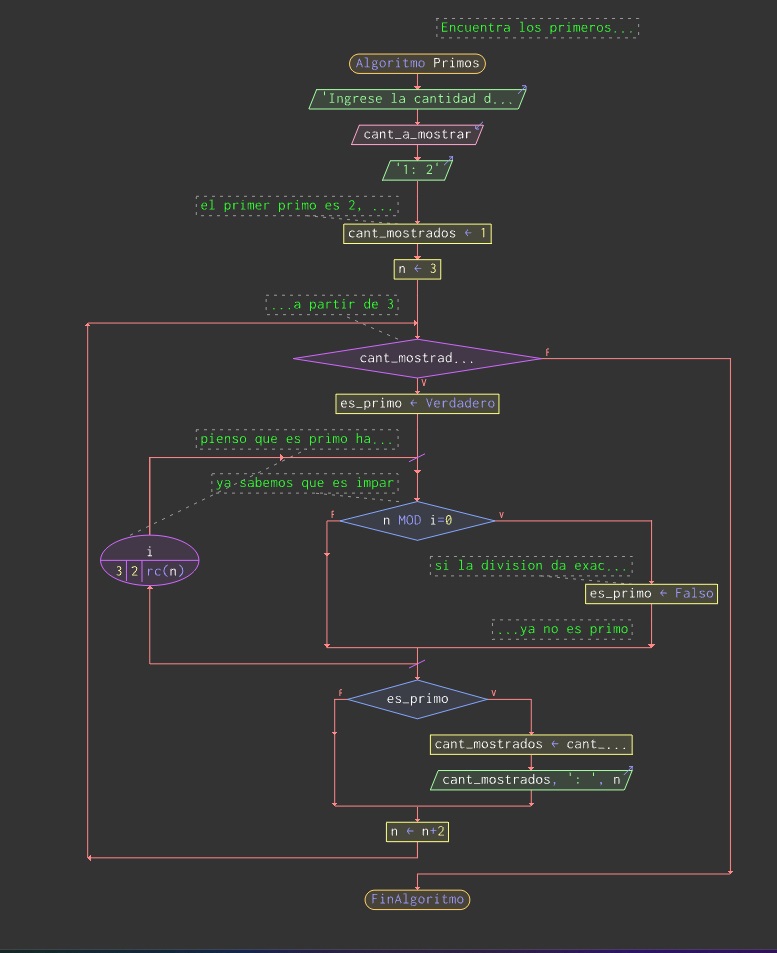 Encuentra los primeros...
Algoritmo Primos
'Ingrese la cantidad d...
cant_a_mostrar
'1: 2'
el primer primo es 2, ...
cant_mostrados ← 1
n ← 3
...a partir de 3
cant_mostrad...
F
V
es_primo ← Verdadero
pienso que es primo ha...
ya sabemos que es impar
n MOD i=0
F
V
i
3 2 rc(n)
si la division da exac...
es_primo ← Falso
...ya no es primo
es_primo
F
V
cant_mostrados ← cant_...
cant_mostrados, ': ', n
n ← n+2
FinAlgoritmo